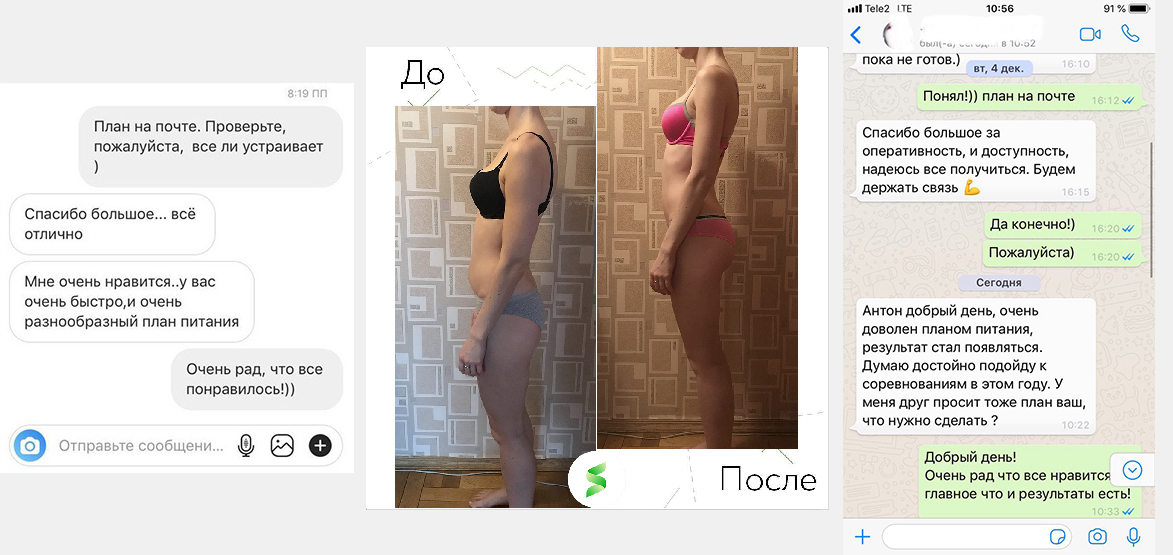 8:19 ПП
План на почте. Проверьте,
пожалуйста, все ли устраивает
)
Спасибо большое... всё
отлично
Мне очень нравится..у вас
очень быстро,и очень
разнообразный план питания
Очень рад, что все
понравилось!))
Отправьте сообщени...
До
После
Tele2 LTE 10:56 91 %
был(-а) сегодня в 10:52
пока не готов.) 16:10
вт, 4 дек.
Понял!)) план на почте 16:12
Спасибо большое за
оперативность, и доступность,
надеюсь все получиться. Будем
держать связь 💪 16:15
Да конечно!) 16:20
Пожалуйста) 16:20
Сегодня
Антон добрый день, очень
доволен планом питания,
результат стал появляться.
Думаю достойно подойду к
соревнованиям в этом году. У
меня друг просит тоже план ваш,
что нужно сделать ? 10:22
Добрый день!
Очень рад что все нравится
главное что и результаты есть!
10:33